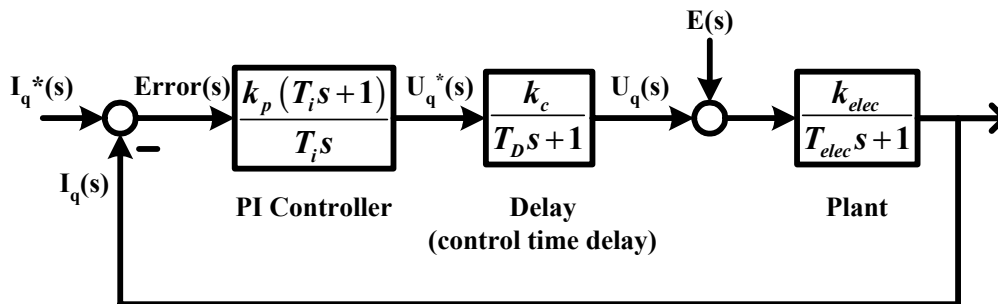 E(s)
I_q*(s)
Error(s)
k_p (T_i s + 1)
T_i s
U_q^*(s)
k_c
T_D s + 1
U_q(s)
k_elec
T_elec s + 1
I_q(s)
PI Controller
Delay
(control time delay)
Plant